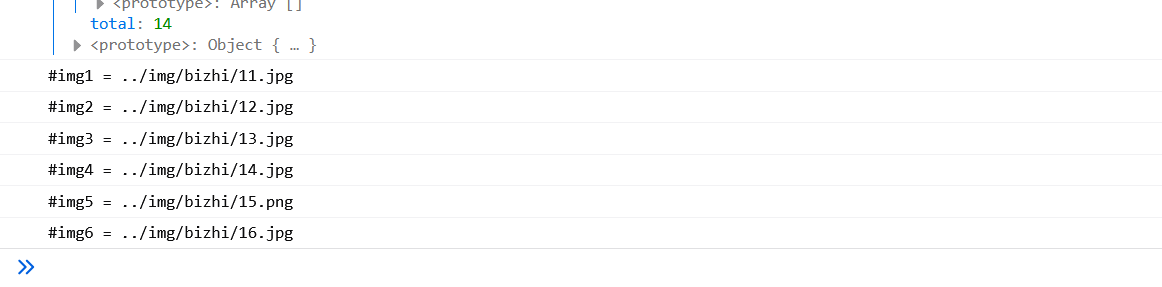 <prototype>: Array []
total: 14
<prototype>: Object { … }
#img1 = ../img/bizhi/11.jpg
#img2 = ../img/bizhi/12.jpg
#img3 = ../img/bizhi/13.jpg
#img4 = ../img/bizhi/14.jpg
#img5 = ../img/bizhi/15.png
#img6 = ../img/bizhi/16.jpg